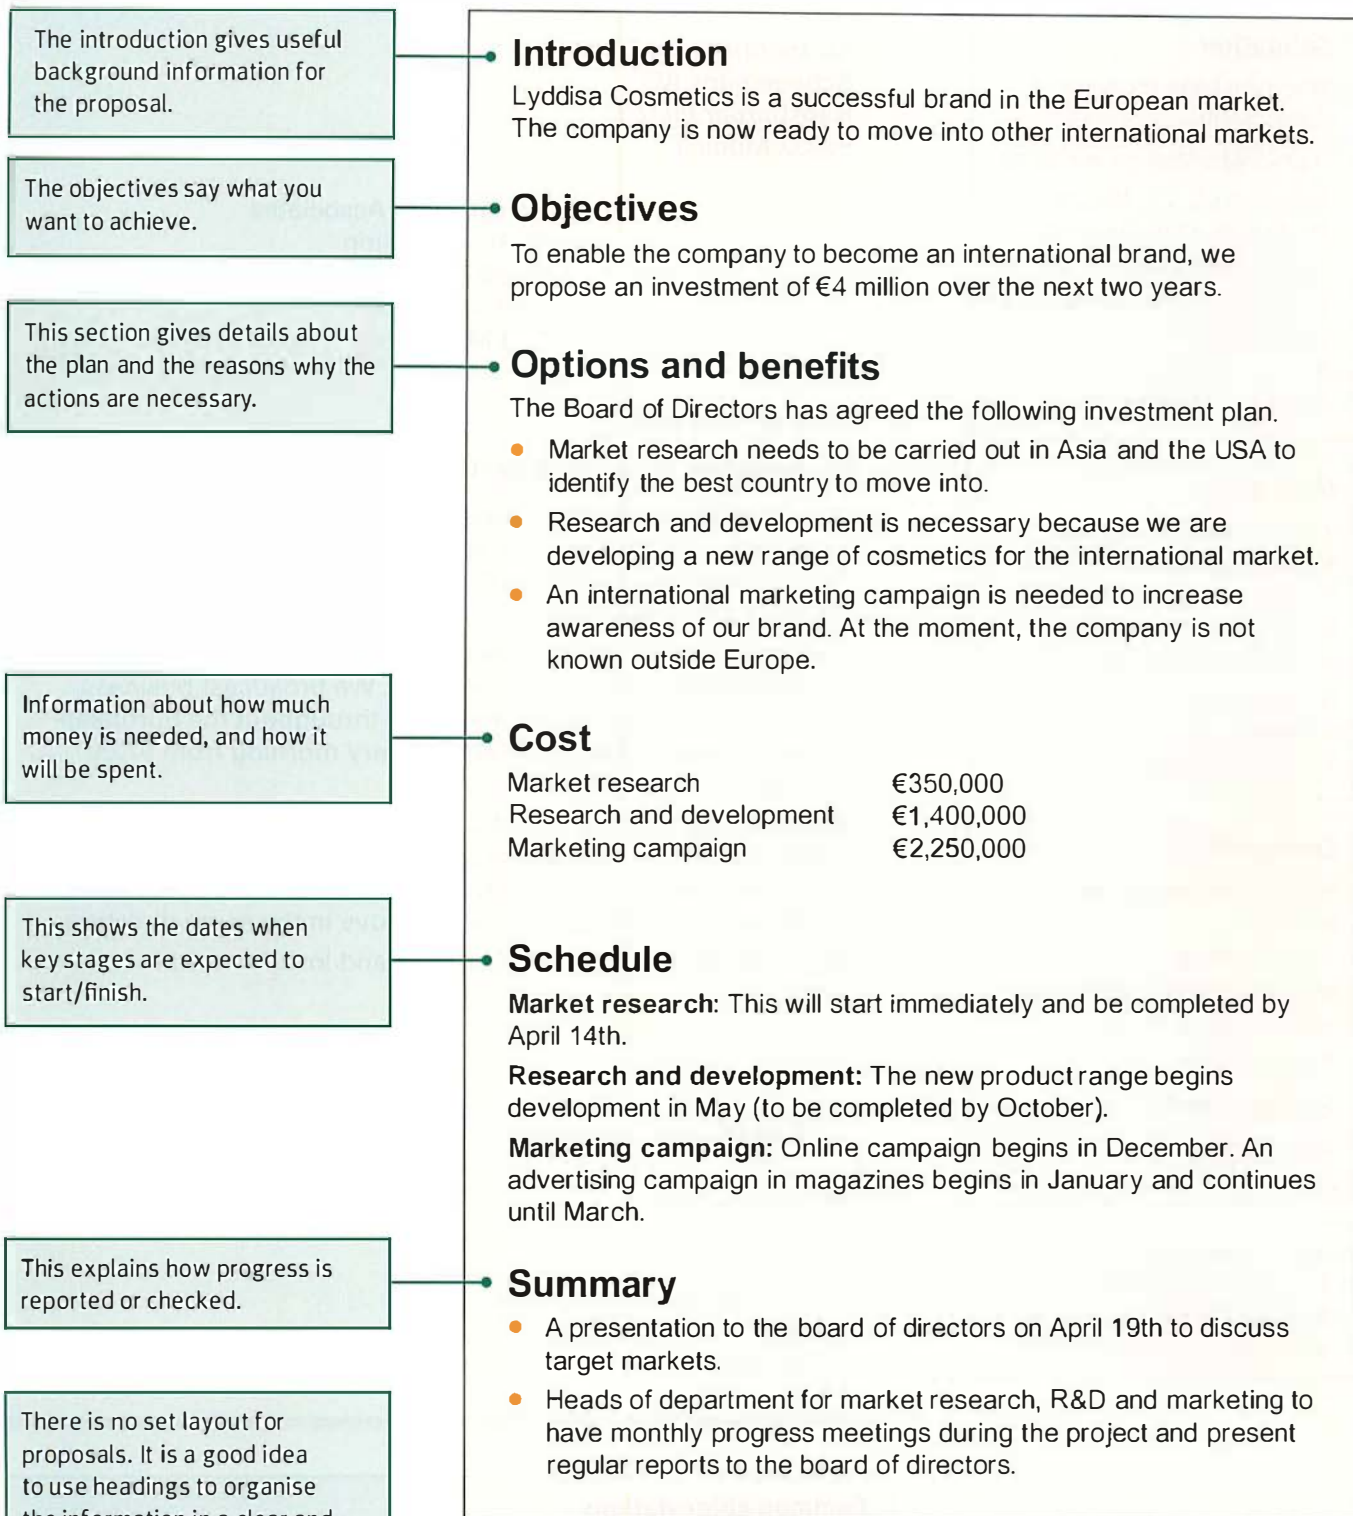 The introduction gives useful
background information for
the proposal.
Introduction
Lyddisa Cosmetics is a successful brand in the European market.
The company is now ready to move into other international markets.
The objectives say what you
want to achieve.
Objectives
To enable the company to become an international brand, we
propose an investment of €4 million over the next two years.
This section gives details about
the plan and the reasons why the
actions are necessary.
Options and benefits
The Board of Directors has agreed the following investment plan.
Market research needs to be carried out in Asia and the USA to
identify the best country to move into.
Research and development is necessary because we are
developing a new range of cosmetics for the international market.
An international marketing campaign is needed to increase
awareness of our brand. At the moment, the company is not
known outside Europe.
Information about how much
money is needed, and how it
will be spent.
Cost
Market research €350,000
Research and development €1,400,000
Marketing campaign €2,250,000
This shows the dates when
key stages are expected to
start/finish.
Schedule
Market research: This will start immediately and be completed by
April 14th.
Research and development: The new product range begins
development in May (to be completed by October).
Marketing campaign: Online campaign begins in December. An
advertising campaign in magazines begins in January and continues
until March.
This explains how progress is
reported or checked.
Summary
A presentation to the board of directors on April 19th to discuss
target markets.
Heads of department for market research, R&D and marketing to
have monthly progress meetings during the project and present
regular reports to the board of directors.
There is no set layout for
proposals. It is a good idea
to use headings to organise
the information in a clear and